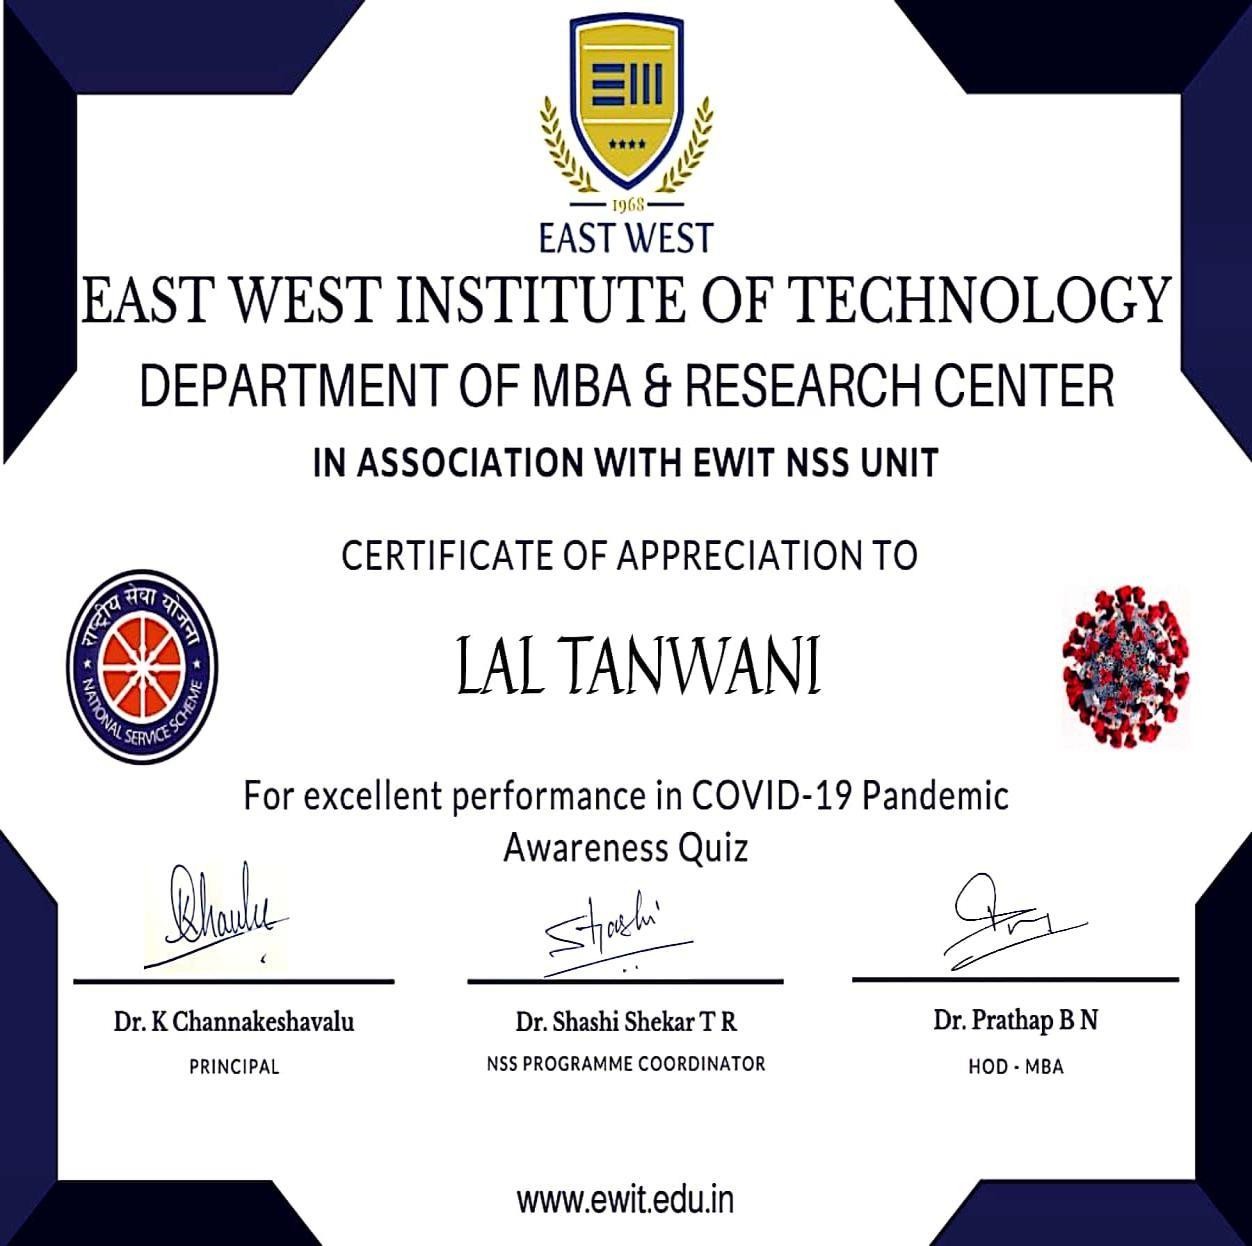 EW
1968
EAST WEST
EAST WEST INSTITUTE OF TECHNOLOGY
DEPARTMENT OF MBA & RESEARCH CENTER
IN ASSOCIATION WITH EWIT NSS UNIT
CERTIFICATE OF APPRECIATION TO
राष्ट्रीय सेवा योजना
NATIONAL SERVICE SCHEME
LAL TANWANI
For excellent performance in COVID-19 Pandemic
Awareness Quiz
Shashi
Dr. K Channakeshavalu
PRINCIPAL
Dr. Shashi Shekar T R
NSS PROGRAMME COORDINATOR
Dr. Prathap B N
HOD - MBA
www.ewit.edu.in